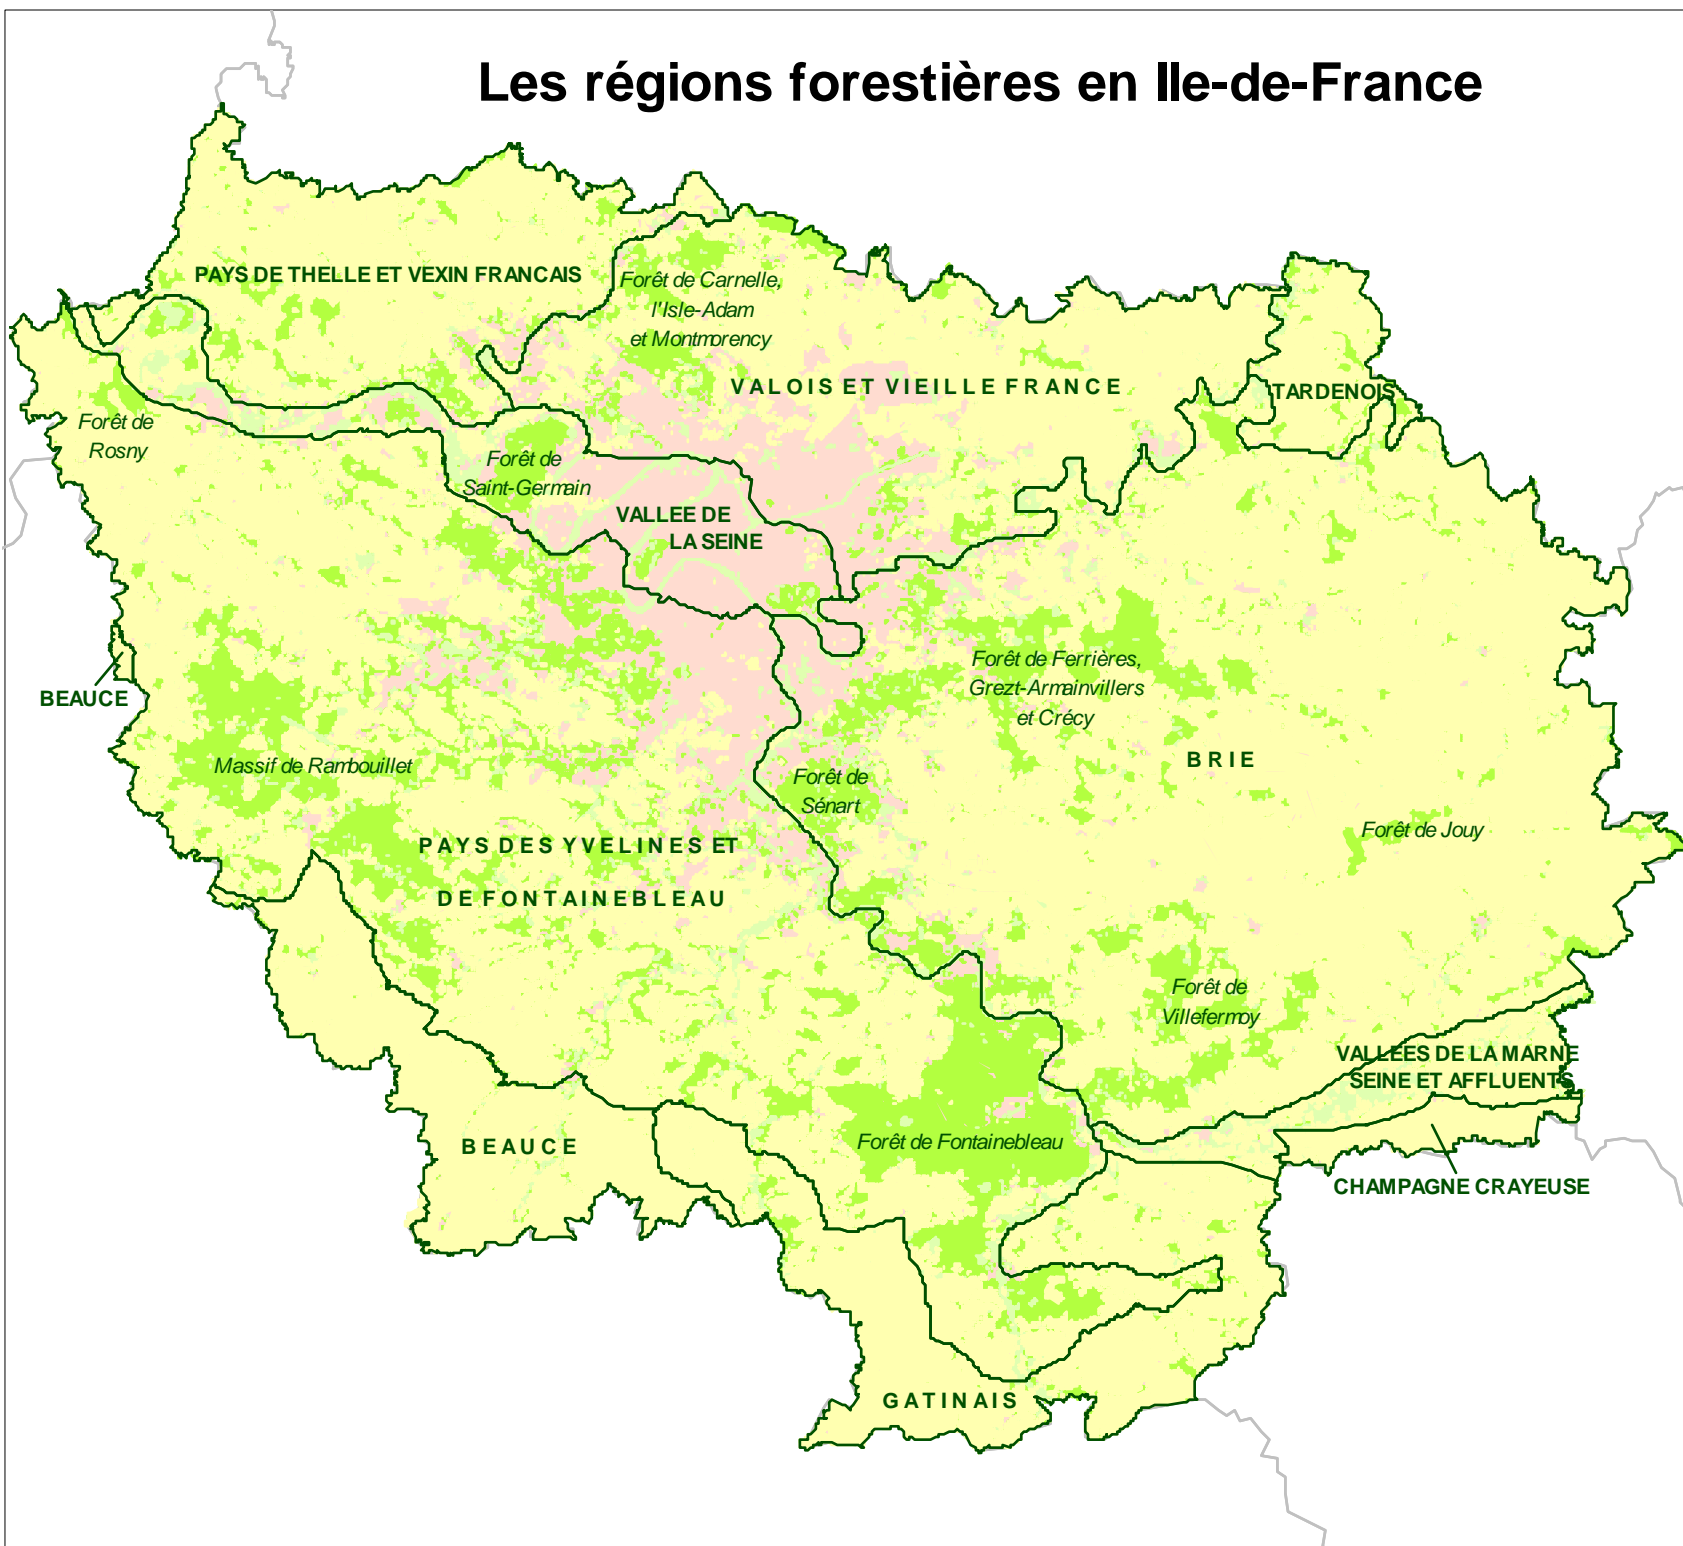 Les régions forestières en Ile-de-France
PAYS DE THELLE ET VEXIN FRANCAIS
Forêt de Carnelle,
l'Isle-Adam
et Montmorency
VALOIS ET VIEILLE FRANCE
TARDENOIS
Forêt de
Rosny
Forêt de
Saint-Germain
VALLEE DE
LA SEINE
BEAUCE
Forêt de Ferrières,
Grezt-Armainvillers
et Crécy
BRIE
Massif de Rambouillet
Forêt de
Sénart
Forêt de Jouy
PAYS DES YVELINES ET
DE FONTAINEBLEAU
Forêt de
Villefermoy
VALLEES DE LA MARNE
SEINE ET AFFLUENTS
BEAUCE
Forêt de Fontainebleau
CHAMPAGNE CRAYEUSE
GATINAIS